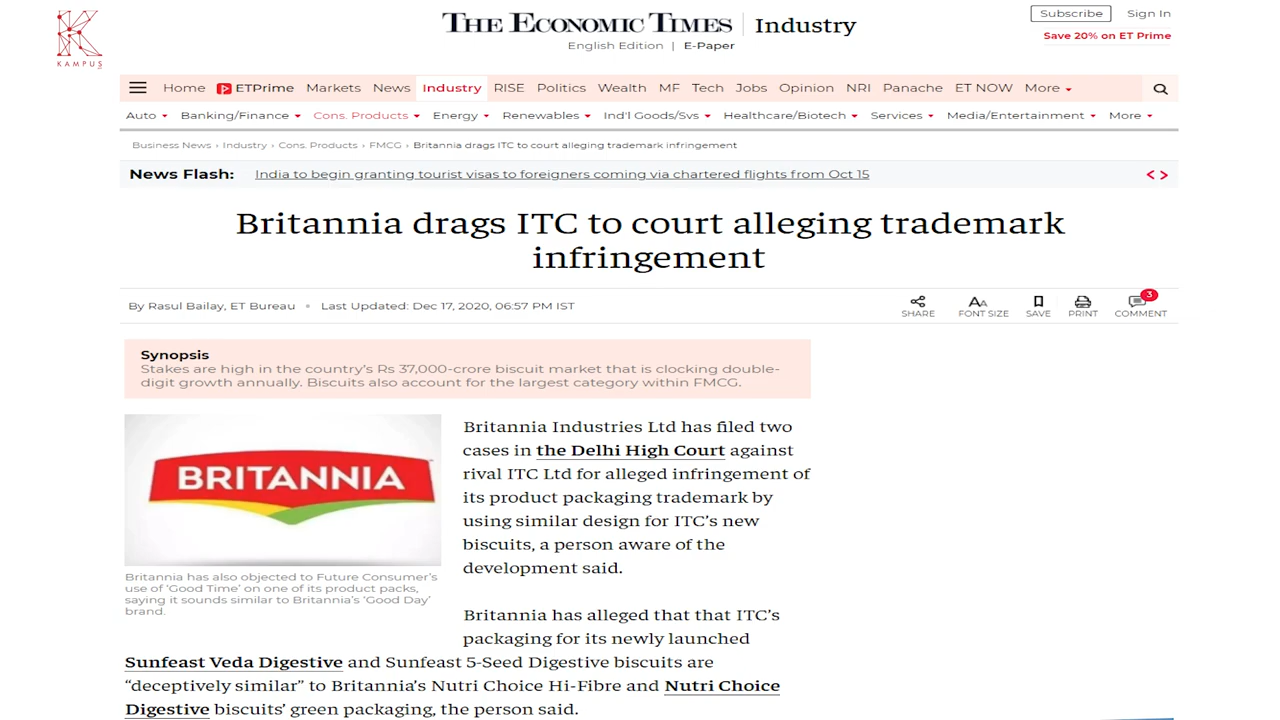 KAMPUS
THE ECONOMIC TIMES | Industry
English Edition | E-Paper
Subscribe Sign In
Save 20% on ET Prime
Home ETPrime Markets News Industry RISE Politics Wealth MF Tech Jobs Opinion NRI Panache ET NOW More
Auto Banking/Finance Cons. Products Energy Renewables Ind'l Goods/Svs Healthcare/Biotech Services Media/Entertainment More
Business News › Industry › Cons. Products › FMCG › Britannia drags ITC to court alleging trademark infringement
News Flash: India to begin granting tourist visas to foreigners coming via chartered flights from Oct 15
Britannia drags ITC to court alleging trademark
infringement
By Rasul Bailay, ET Bureau • Last Updated: Dec 17, 2020, 06:57 PM IST
SHARE FONT SIZE SAVE PRINT COMMENT
3
Synopsis
Stakes are high in the country's Rs 37,000-crore biscuit market that is clocking double-
digit growth annually. Biscuits also account for the largest category within FMCG.
BRITANNIA
Britannia has also objected to Future Consumer's
use of 'Good Time' on one of its product packs,
saying it sounds similar to Britannia's 'Good Day'
brand.
Britannia Industries Ltd has filed two
cases in the Delhi High Court against
rival ITC Ltd for alleged infringement of
its product packaging trademark by
using similar design for ITC's new
biscuits, a person aware of the
development said.
Britannia has alleged that that ITC's
packaging for its newly launched
Sunfeast Veda Digestive and Sunfeast 5-Seed Digestive biscuits are
“deceptively similar” to Britannia's Nutri Choice Hi-Fibre and Nutri Choice
Digestive biscuits' green packaging, the person said.